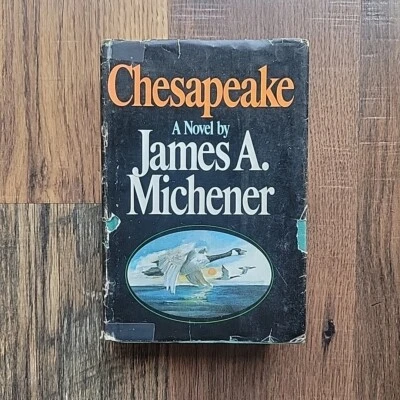 Chesapeake
A Novel by
James A.
Michener